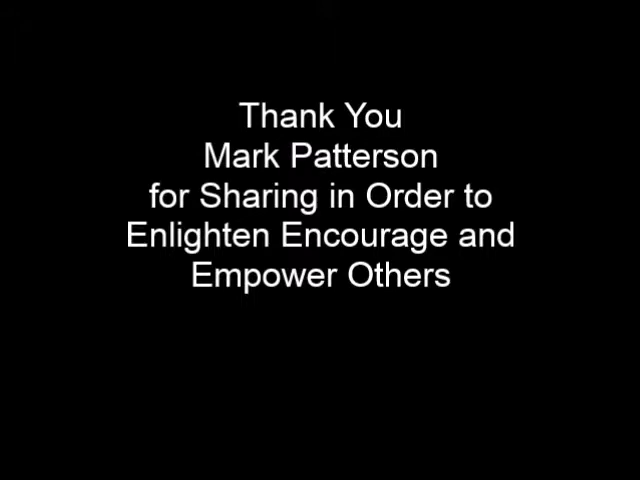 Thank You
Mark Patterson
for Sharing in Order to
Enlighten Encourage and
Empower Others